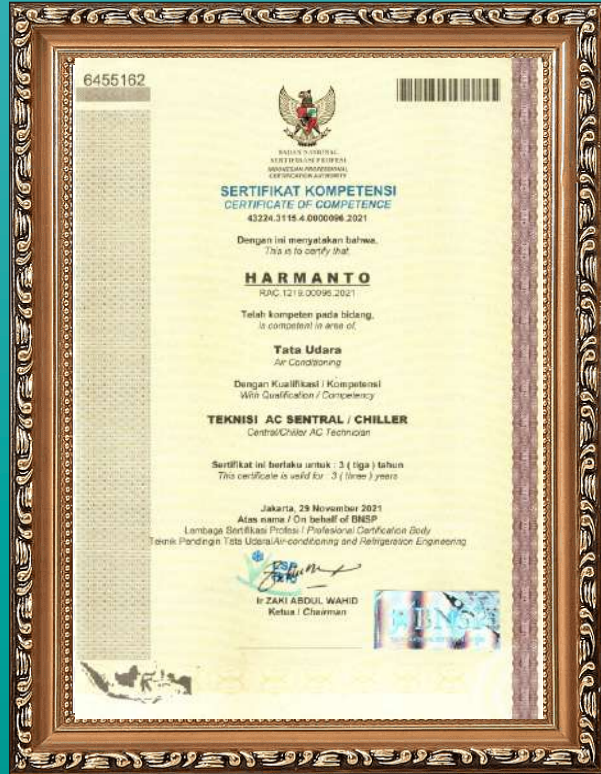 6455162
BADAN NASIONAL
SERTIFIKASI PROFESI
INDONESIAN PROFESSIONAL
CERTIFICATION AUTHORITY
SERTIFIKAT KOMPETENSI
CERTIFICATE OF COMPETENCE
43224.3115.4.0000096.2021
Dengan ini menyatakan bahwa,
This is to certify that,
HARMANTO
RAC.1219.00095.2021
Telah kompeten pada bidang,
Is competent in area of,
Tata Udara
Air Conditioning
Dengan Kualifikasi / Kompetensi
With Qualification / Competency
TEKNISI AC SENTRAL / CHILLER
Central/Chiller AC Technician
Sertifikat ini berlaku untuk : 3 ( tiga ) tahun
This certificate is valid for : 3 ( three ) years
Jakarta, 29 November 2021
Atas nama / On behalf of BNSP
Lembaga Sertifikasi Profesi / Profesional Certification Body
Teknik Pendingin Tata Udera/Air-conditioning and Refrigeration Engineering
Ir ZAKI ABDUL WAHID
Ketua / Chairman
BNSP